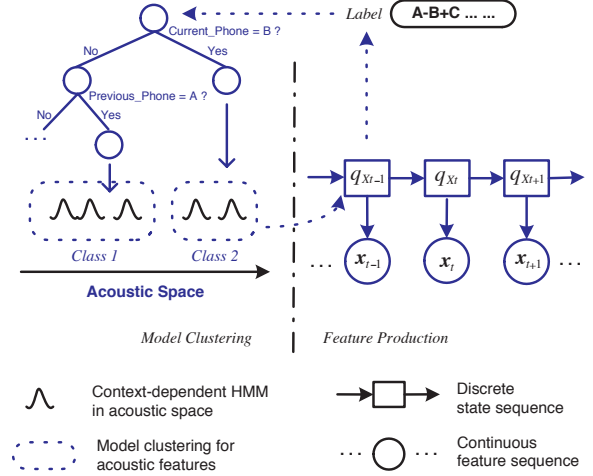 Label A-B+C ... ...
Current_Phone = B ?
No Yes
Previous_Phone = A ?
No Yes
...
Class 1 Class 2
Acoustic Space
q_{Xt-1} q_{Xt} q_{Xt+1}
... x_{t-1} x_t x_{t+1} ...
Model Clustering Feature Production
Context-dependent HMM
in acoustic space
Discrete
state sequence
Model clustering for
acoustic features
... ... Continuous
feature sequence